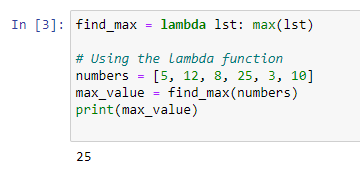 In [3]: find_max = lambda lst: max(lst)
# Using the lambda function
numbers = [5, 12, 8, 25, 3, 10]
max_value = find_max(numbers)
print(max_value)
25